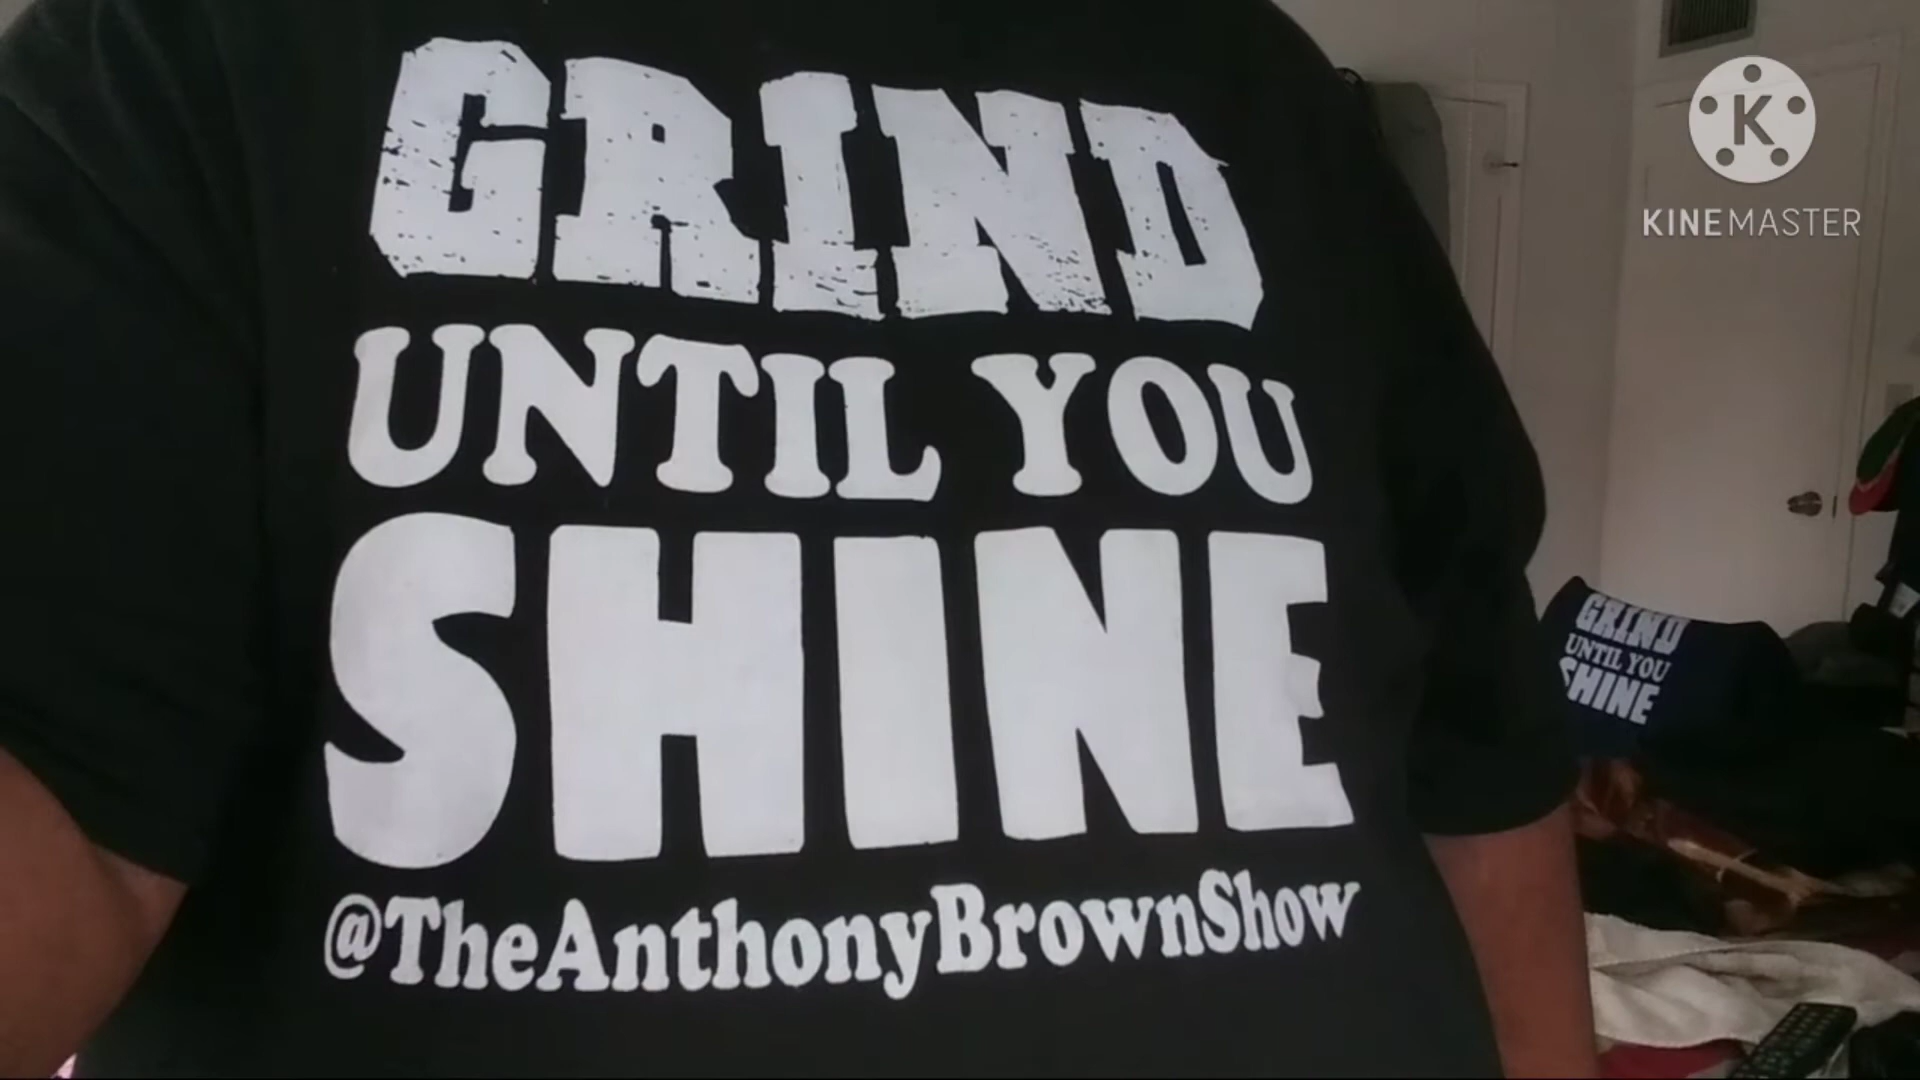 GRIND
UNTIL YOU
SHINE
@TheAnthonyBrownShow
K
KINEMASTER
GRIND
UNTIL YOU
SHINE